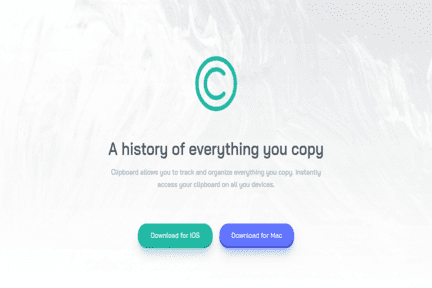 A history of everything you copy
Clipboard allows you to track and organize everything you copy. Instantly
access your clipboard on all you devices.
Download for iOS
Download for Mac